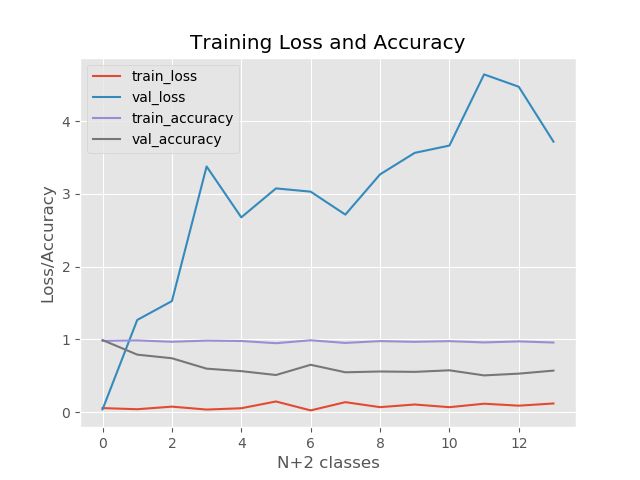 Training Loss and Accuracy
train_loss
val_loss
train_accuracy
val_accuracy
Loss/Accuracy
4
3
2
1
0
0 2 4 6 8 10 12
N+2 classes